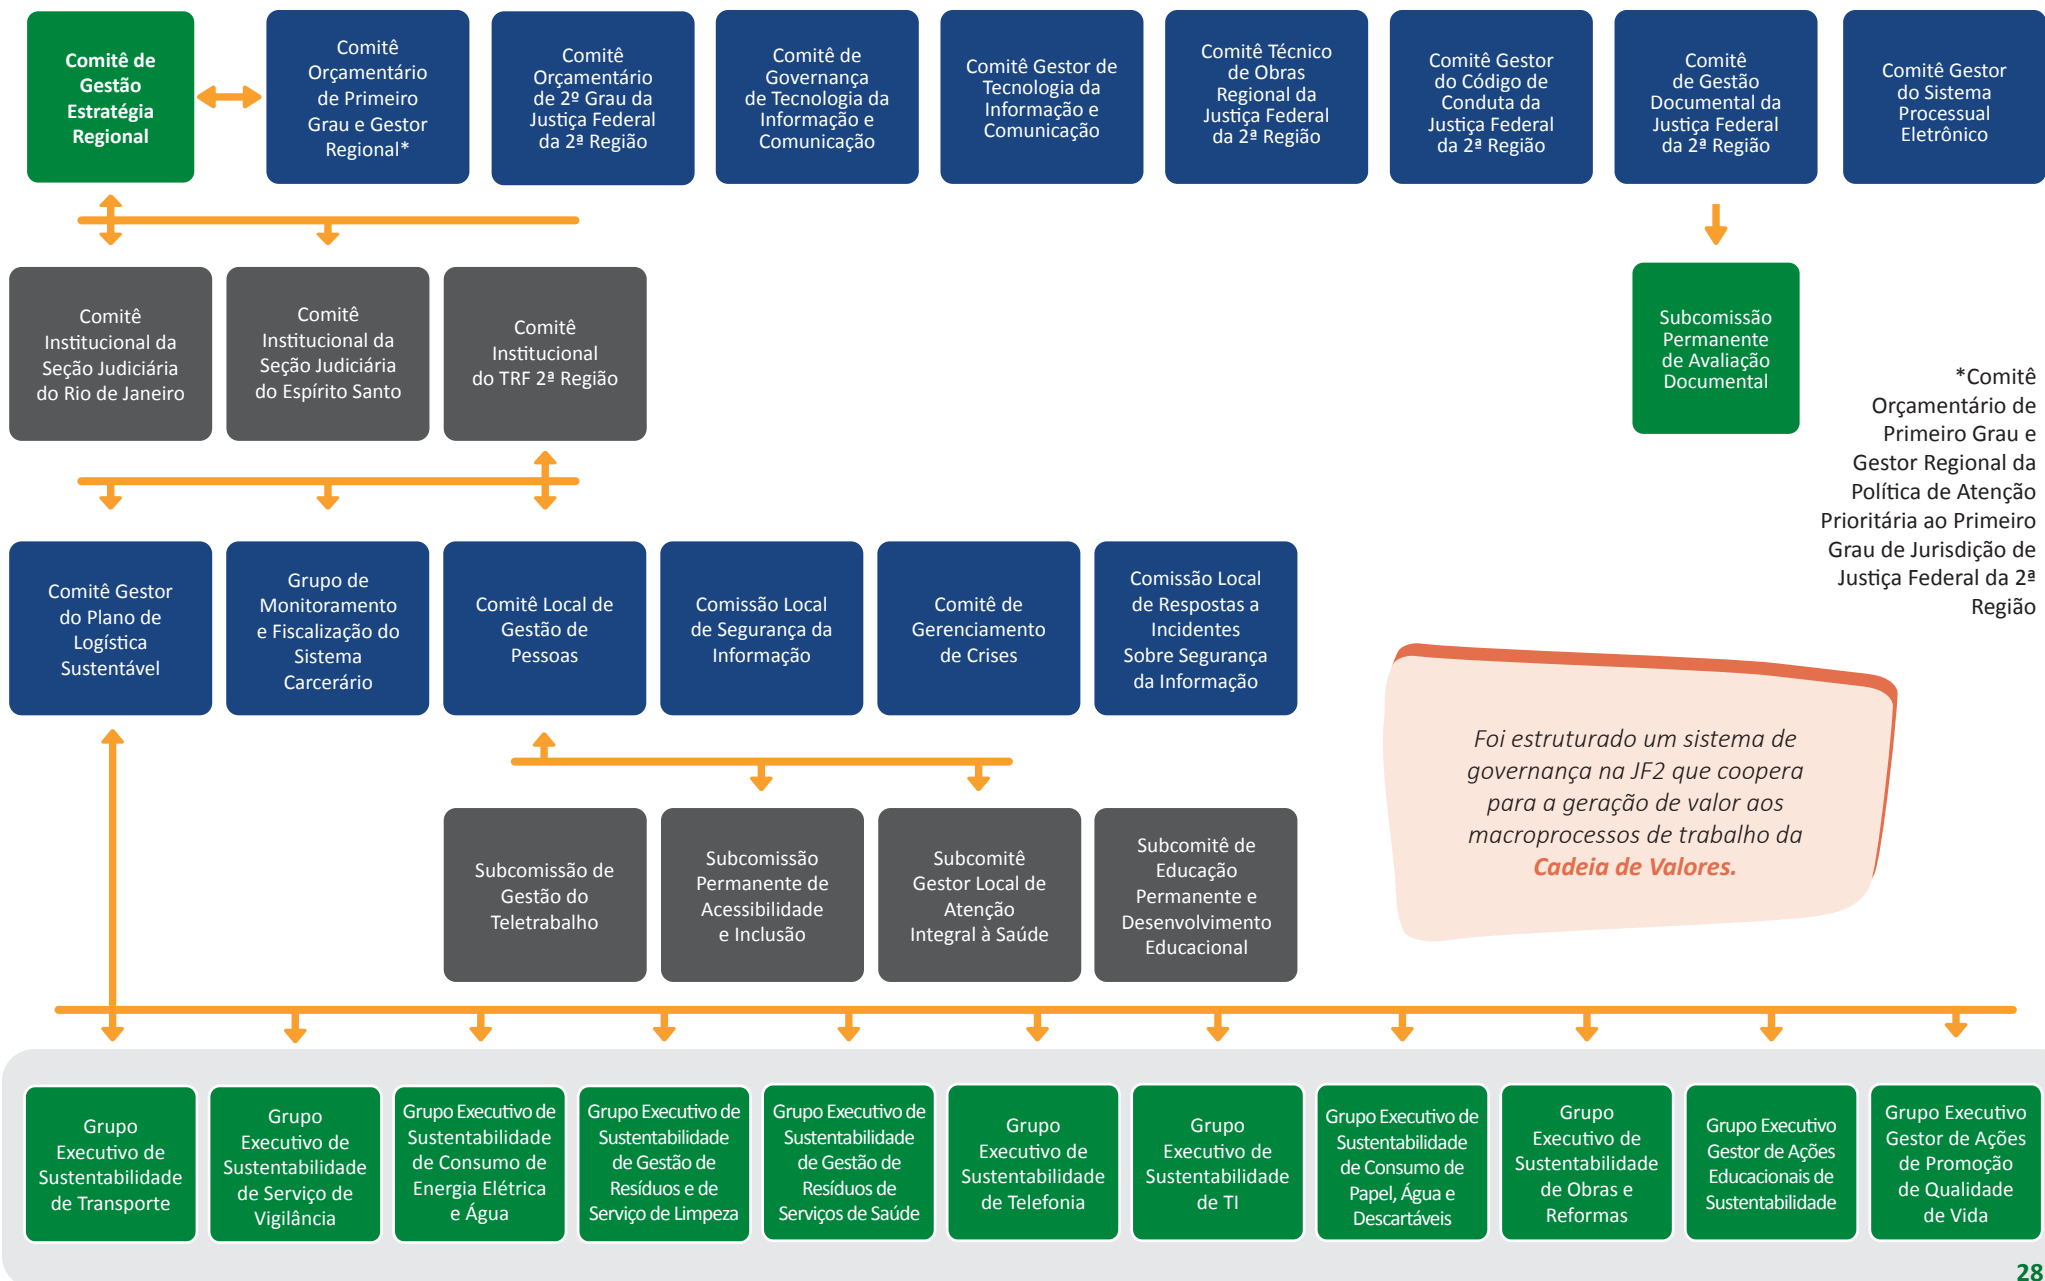 Comitê de
Gestão
Estratégia
Regional
Comitê
Orçamentário
de Primeiro
Grau e Gestor
Regional*
Comitê
Orçamentário
de 2º Grau da
Justiça Federal
da 2ª Região
Comitê de
Governança
de Tecnologia da
Informação e
Comunicação
Comitê Gestor de
Tecnologia da
Informação e
Comunicação
Comitê Técnico
de Obras
Regional da
Justiça Federal
da 2ª Região
Comitê Gestor
do Código de
Conduta da
Justiça Federal
da 2ª Região
Comitê
de Gestão
Documental da
Justiça Federal
da 2ª Região
Comitê Gestor
do Sistema
Processual
Eletrônico
Comitê
Institucional da
Seção Judiciária
do Rio de Janeiro
Comitê
Institucional da
Seção Judiciária
do Espírito Santo
Comitê
Institucional
do TRF 2ª Região
Subcomissão
Permanente
de Avaliação
Documental
*Comitê
Orçamentário de
Primeiro Grau e
Gestor Regional da
Política de Atenção
Prioritária ao Primeiro
Grau de Jurisdição de
Justiça Federal da 2ª
Região
Comitê Gestor
do Plano de
Logística
Sustentável
Grupo de
Monitoramento
e Fiscalização do
Sistema
Carcerário
Comitê Local de
Gestão de
Pessoas
Comissão Local
de Segurança da
Informação
Comitê de
Gerenciamento
de Crises
Comissão Local
de Respostas a
Incidentes
Sobre Segurança
da Informação
Foi estruturado um sistema de
governança na JF2 que coopera
para a geração de valor aos
macroprocessos de trabalho da
Cadeia de Valores.
Subcomissão de
Gestão do
Teletrabalho
Subcomissão
Permanente de
Acessibilidade
e Inclusão
Subcomitê
Gestor Local de
Atenção
Integral à Saúde
Subcomitê de
Educação
Permanente e
Desenvolvimento
Educacional
Grupo
Executivo de
Sustentabilidade
de Transporte
Grupo
Executivo de
Sustentabilidade
de Serviço de
Vigilância
Grupo Executivo de
Sustentabilidade
de Consumo de
Energia Elétrica
e Água
Grupo Executivo de
Sustentabilidade
de Gestão de
Resíduos e de
Serviço de Limpeza
Grupo Executivo de
Sustentabilidade
de Gestão de
Resíduos de
Serviços de Saúde
Grupo
Executivo de
Sustentabilidade
de Telefonia
Grupo
Executivo de
Sustentabilidade
de TI
Grupo Executivo de
Sustentabilidade
de Consumo de
Papel, Água e
Descartáveis
Grupo
Executivo de
Sustentabilidade
de Obras e
Reformas
Grupo Executivo
Gestor de Ações
Educacionais de
Sustentabilidade
Grupo Executivo
Gestor de Ações
de Promoção
de Qualidade
de Vida
28